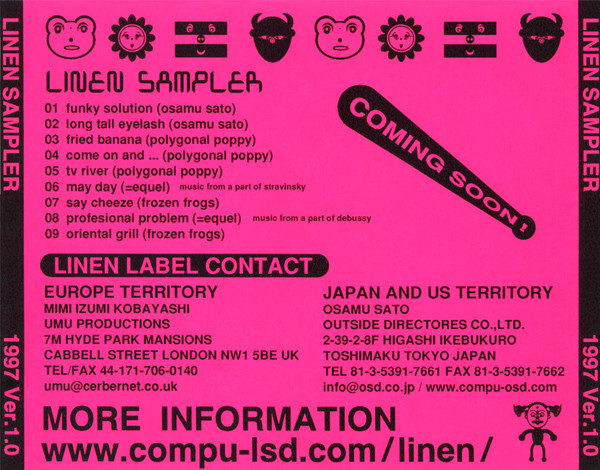 LINEN SAMPLER
01 funky solution (osamu sato)
02 long tall eyelash (osamu sato)
03 fried banana (polygonal poppy)
04 come on and ... (polygonal poppy)
05 tv river (polygonal poppy)
06 may day (=equel) music from a part of stravinsky
07 say cheeze (frozen frogs)
08 profesional problem (=equel) music from a part of debussy
09 oriental grill (frozen frogs)
COMING SOON!
LINEN LABEL CONTACT
EUROPE TERRITORY
MIMI IZUMI KOBAYASHI
UMU PRODUCTIONS
7M HYDE PARK MANSIONS
CABBELL STREET LONDON NW1 5BE UK
TEL/FAX 44-171-706-0140
umu@cerbernet.co.uk
JAPAN AND US TERRITORY
OSAMU SATO
OUTSIDE DIRECTORES CO.,LTD.
2-39-2-8F HIGASHI IKEBUKURO
TOSHIMAKU TOKYO JAPAN
TEL 81-3-5391-7661 FAX 81-3-5391-7662
info@osd.co.jp / www.compu-osd.com
MORE INFORMATION
www.compu-lsd.com/linen/
LINEN SAMPLER 1997 Ver.1.0
LINEN SAMPLER 1997 Ver.1.0